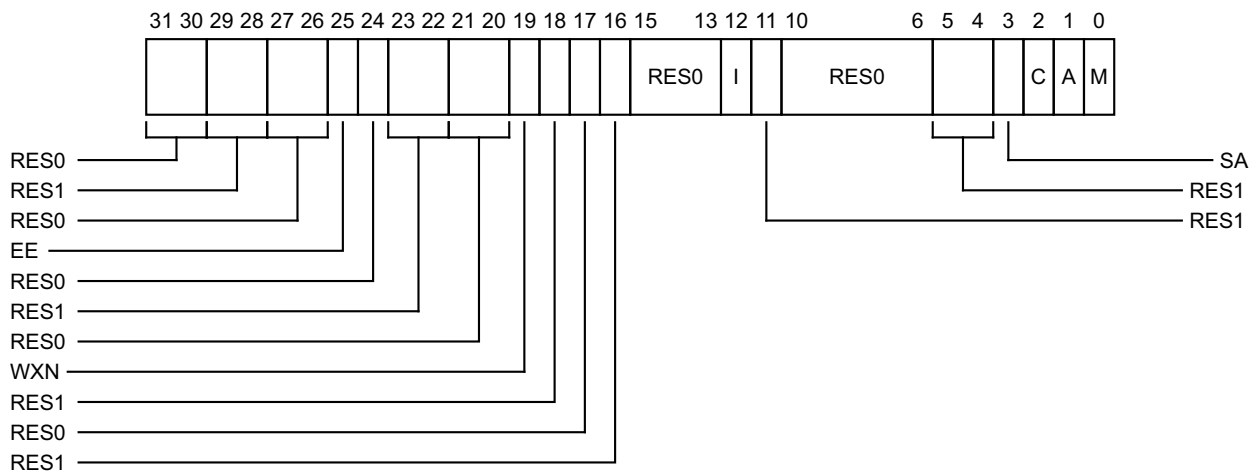 31 30 29 28 27 26 25 24 23 22 21 20 19 18 17 16 15 13 12 11 10 6 5 4 3 2 1 0
RES0 I RES0 C A M
RES0 SA
RES1 RES1
RES0 RES1
EE
RES0
RES1
RES0
WXN
RES1
RES0
RES1